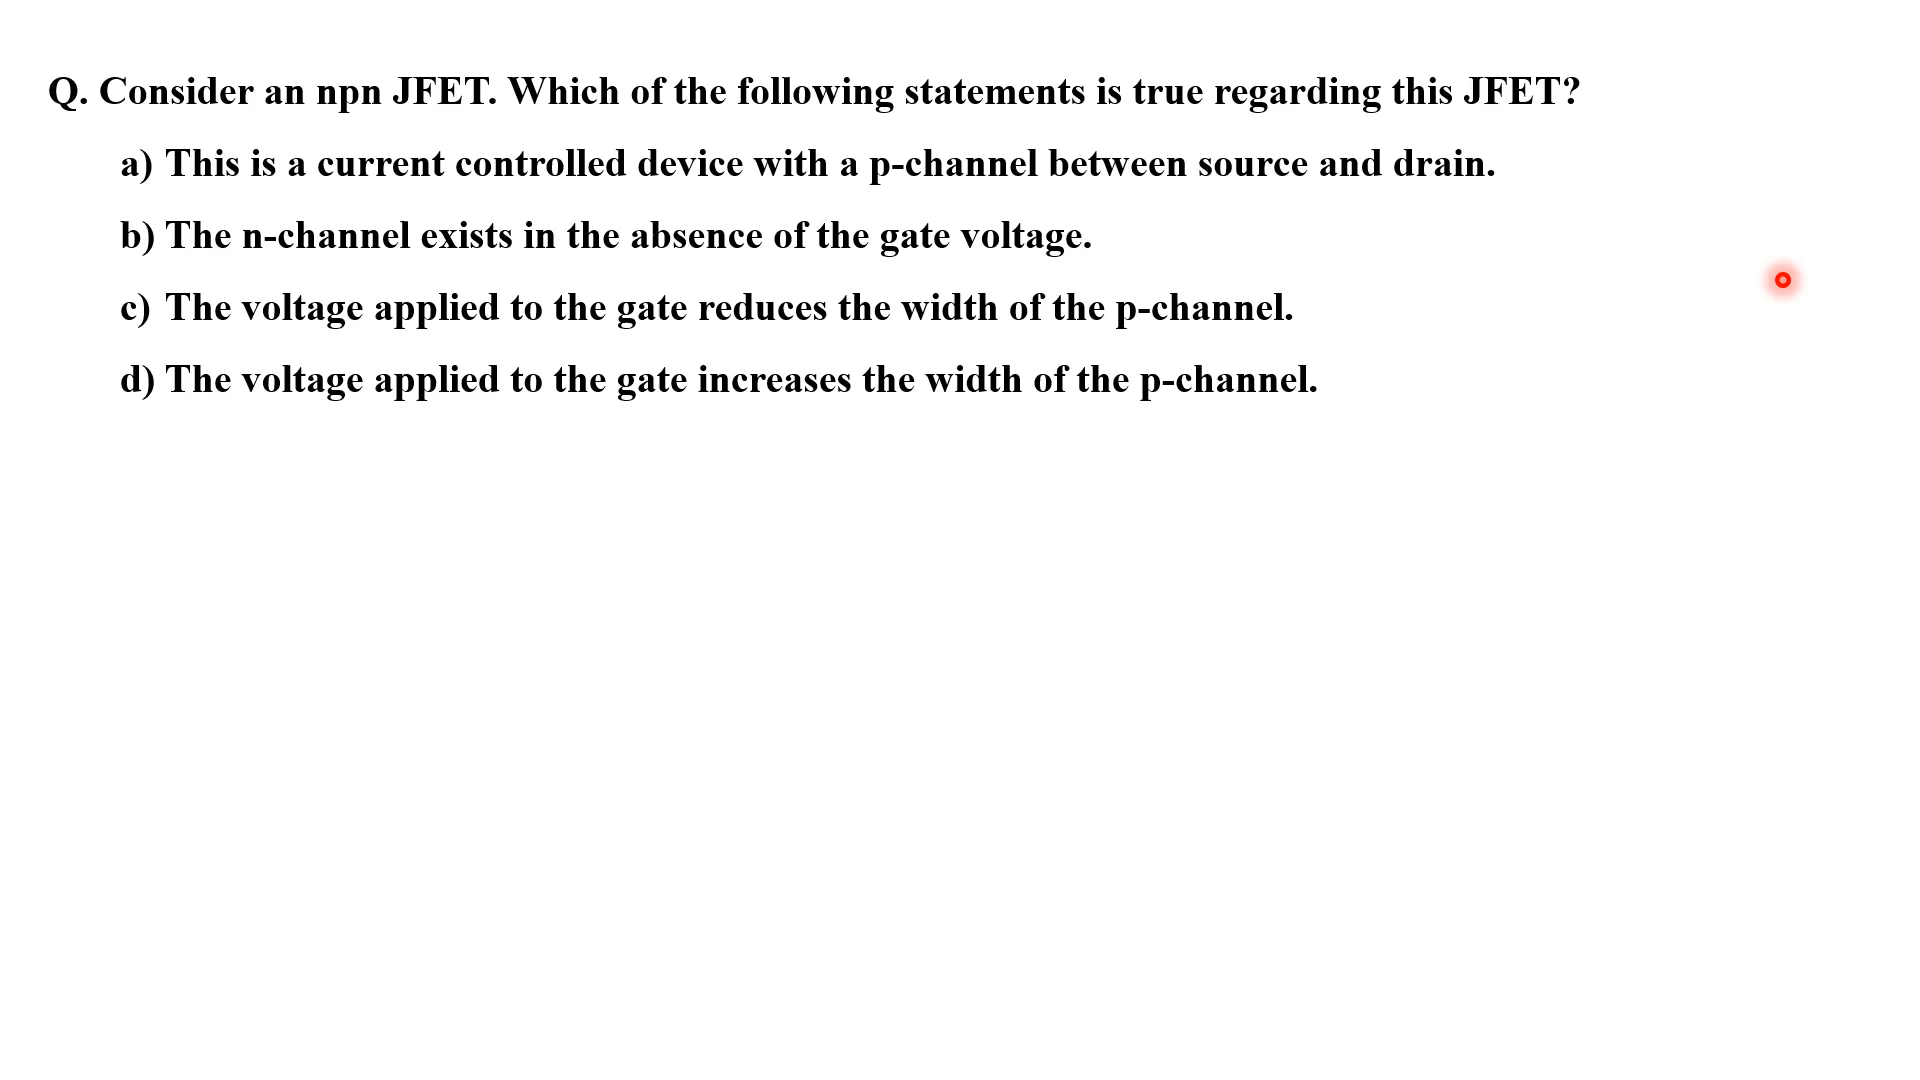 Q. Consider an npn JFET. Which of the following statements is true regarding this JFET?
a) This is a current controlled device with a p-channel between source and drain.
b) The n-channel exists in the absence of the gate voltage.
c) The voltage applied to the gate reduces the width of the p-channel.
d) The voltage applied to the gate increases the width of the p-channel.